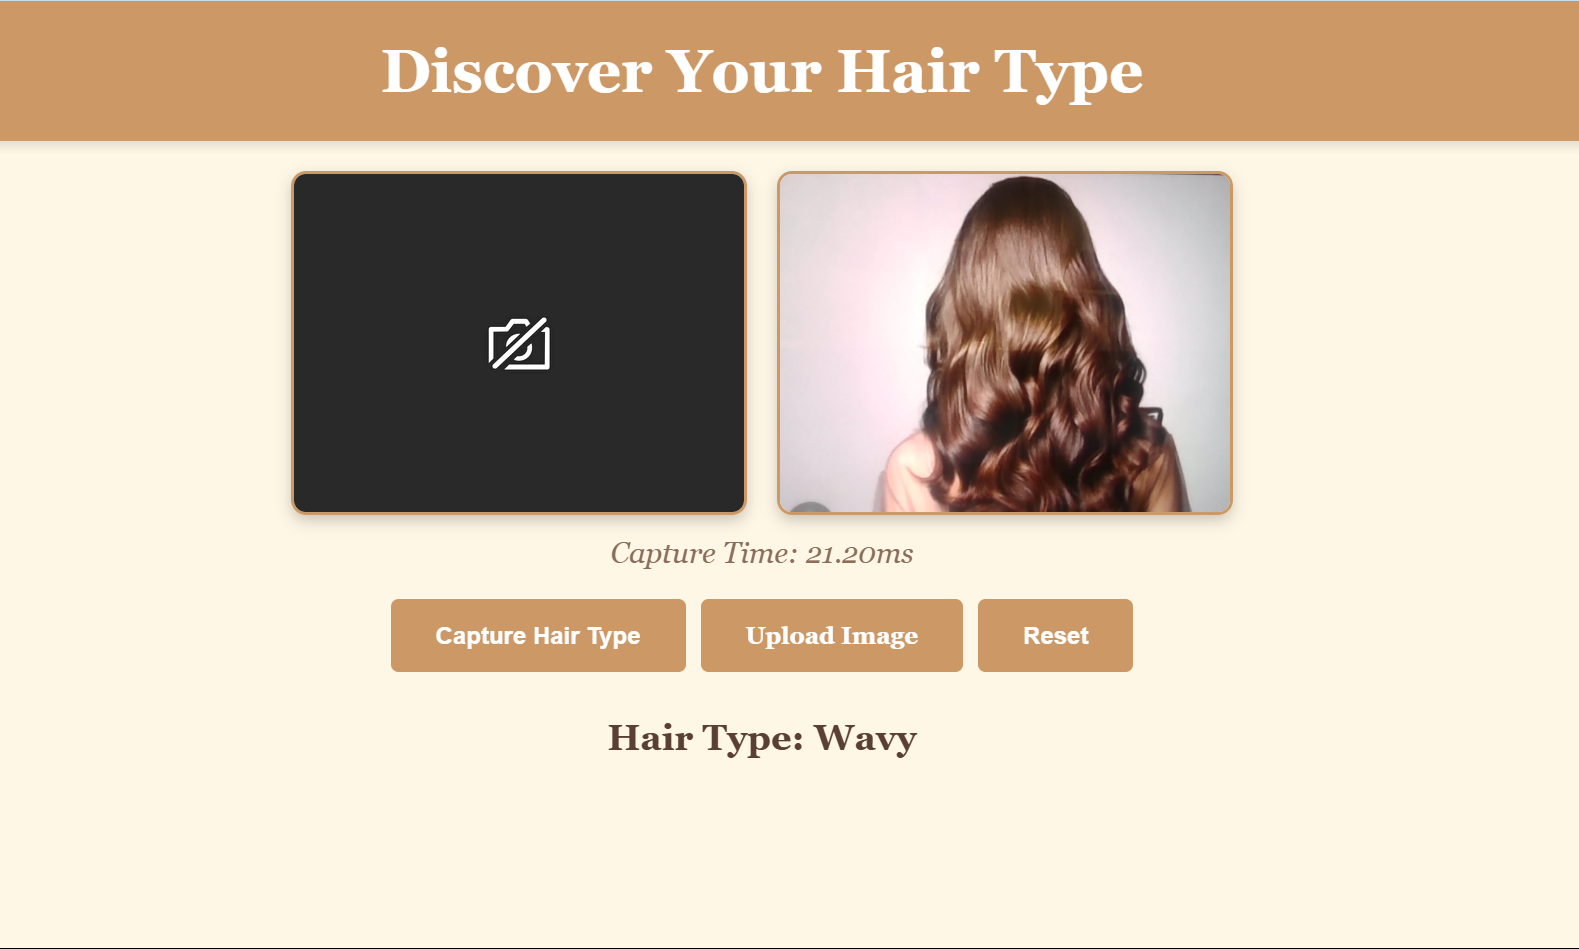 Discover Your Hair Type
Capture Time: 21.20ms
Capture Hair Type
Upload Image
Reset
Hair Type: Wavy